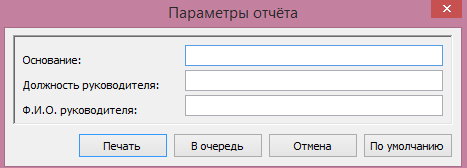 Параметры отчёта
Основание:
Должность руководителя:
Ф.И.О. руководителя:
Печать В очередь Отмена По умолчанию